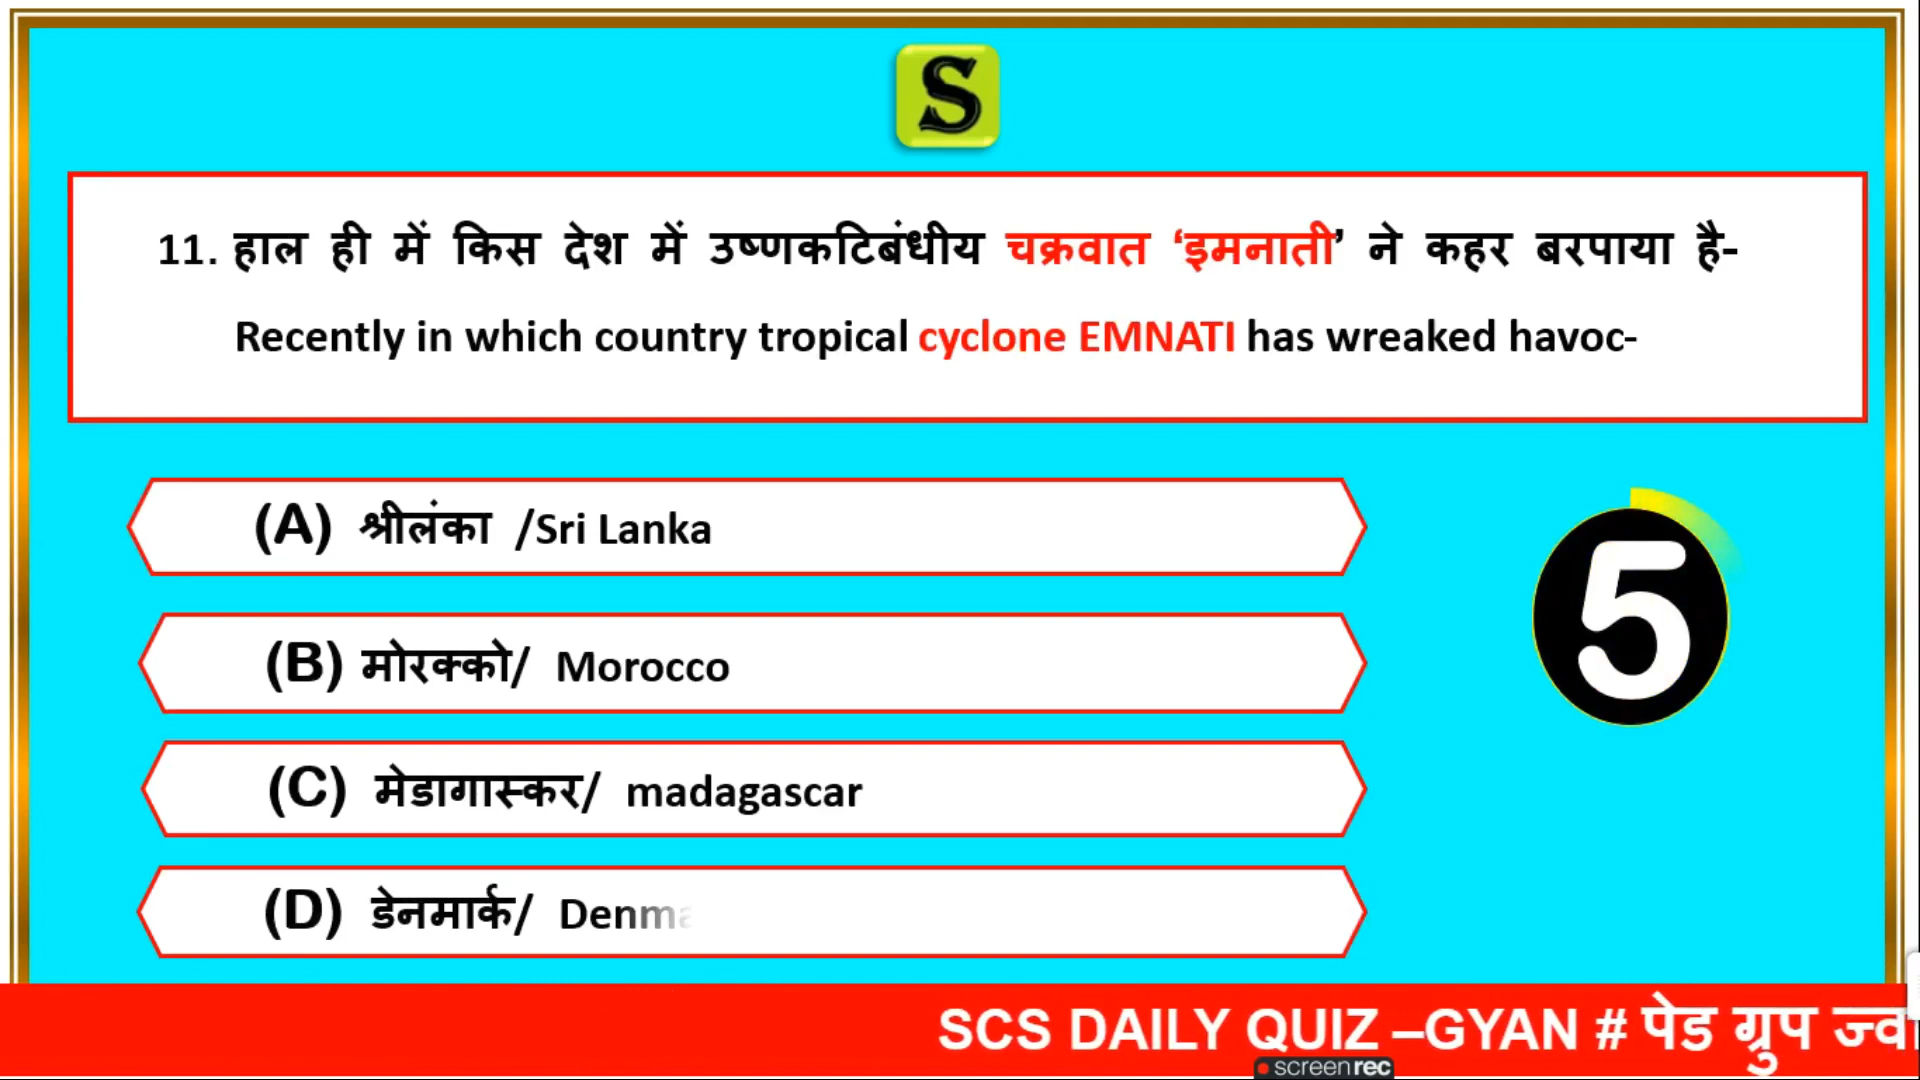 S
11. हाल ही में किस देश में उष्णकटिबंधीय चक्रवात ‘इमनाती’ ने कहर बरपाया है-
Recently in which country tropical cyclone EMNATI has wreaked havoc-
(A) श्रीलंका /Sri Lanka
(B) मोरक्को/ Morocco
5
(C) मेडागास्कर/ madagascar
(D) डेनमार्क/ Denma
SCS DAILY QUIZ –GYAN # पेड ग्रुप ज्वा
screenrec